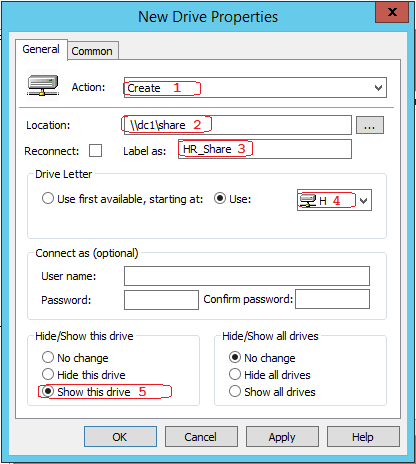 New Drive Properties
x
General Common
Action: Create 1
Location: \\dc1\share 2 ...
Reconnect: Label as: HR_Share 3
Drive Letter
Use first available, starting at: Use: H 4
Connect as (optional)
User name:
Password: Confirm password:
Hide/Show this drive Hide/Show all drives
No change No change
Hide this drive Hide all drives
Show this drive 5 Show all drives
OK Cancel Apply Help